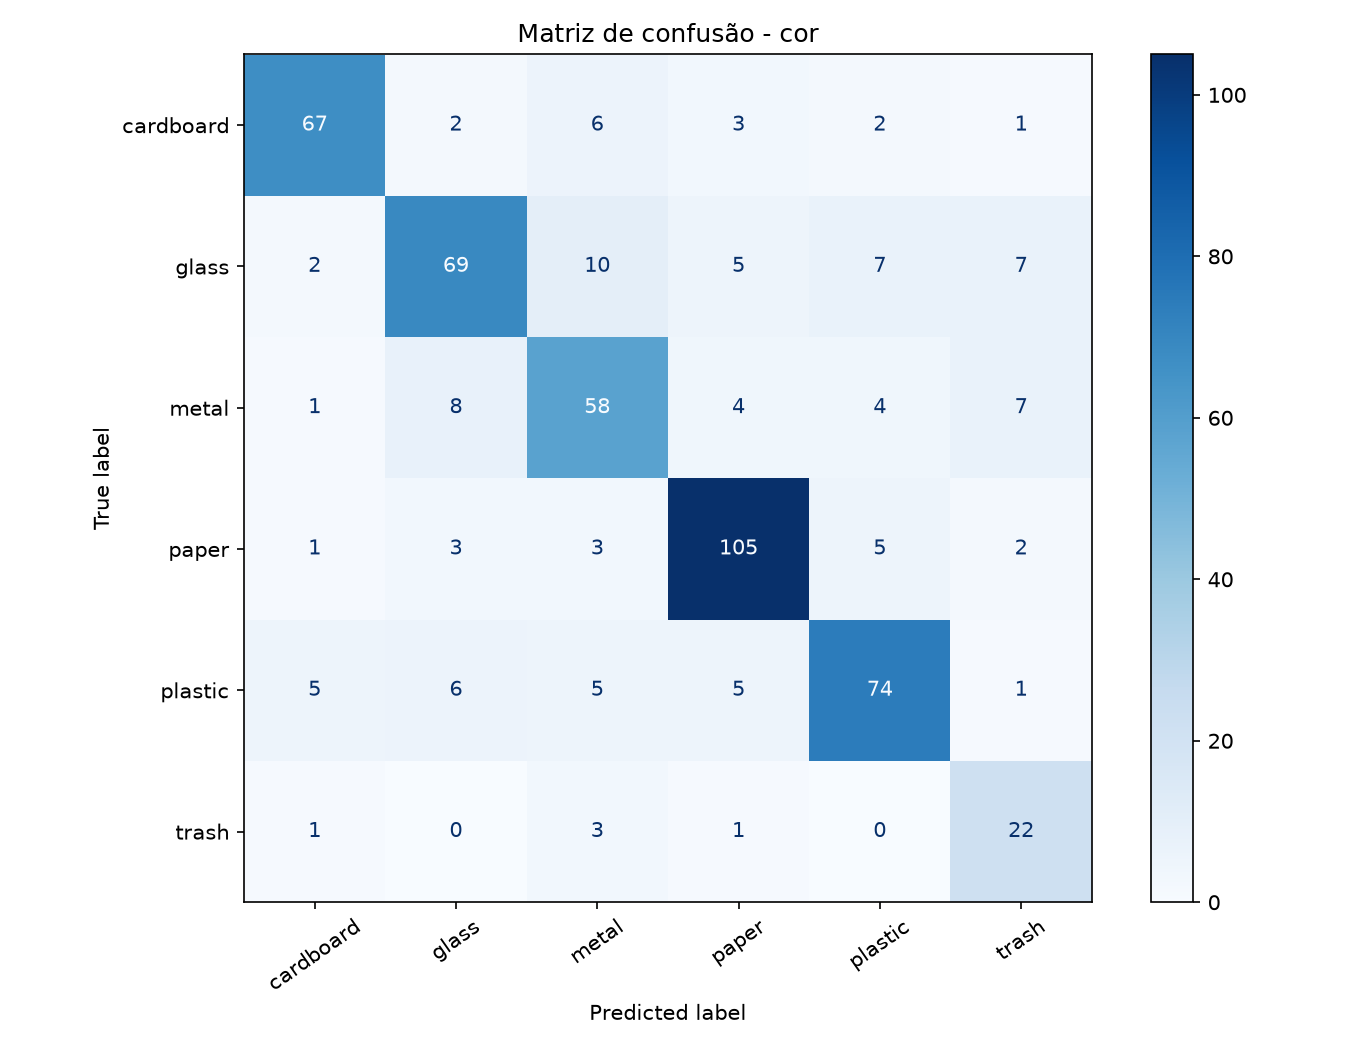 Matriz de confusão - cor
cardboard 67 2 6 3 2 1
glass 2 69 10 5 7 7
metal 1 8 58 4 4 7
paper 1 3 3 105 5 2
plastic 5 6 5 5 74 1
trash 1 0 3 1 0 22
True label
cardboard glass metal paper plastic trash
Predicted label
100
80
60
40
20
0